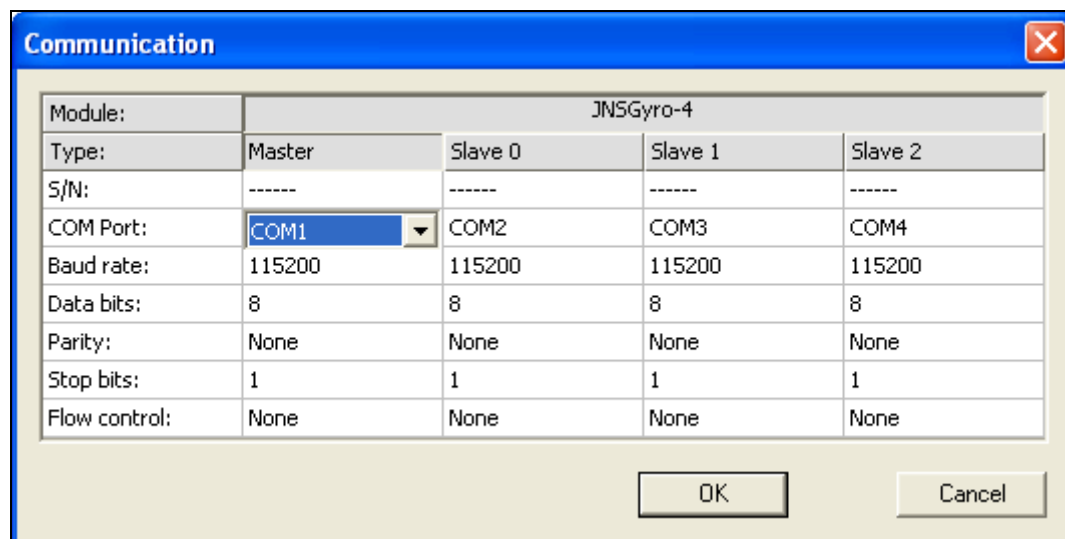 Communication
Module: JNSGyro-4
Type: Master Slave 0 Slave 1 Slave 2
S/N: ------ ------ ------ ------
COM Port: COM1 COM2 COM3 COM4
Baud rate: 115200 115200 115200 115200
Data bits: 8 8 8 8
Parity: None None None None
Stop bits: 1 1 1 1
Flow control: None None None None
OK Cancel